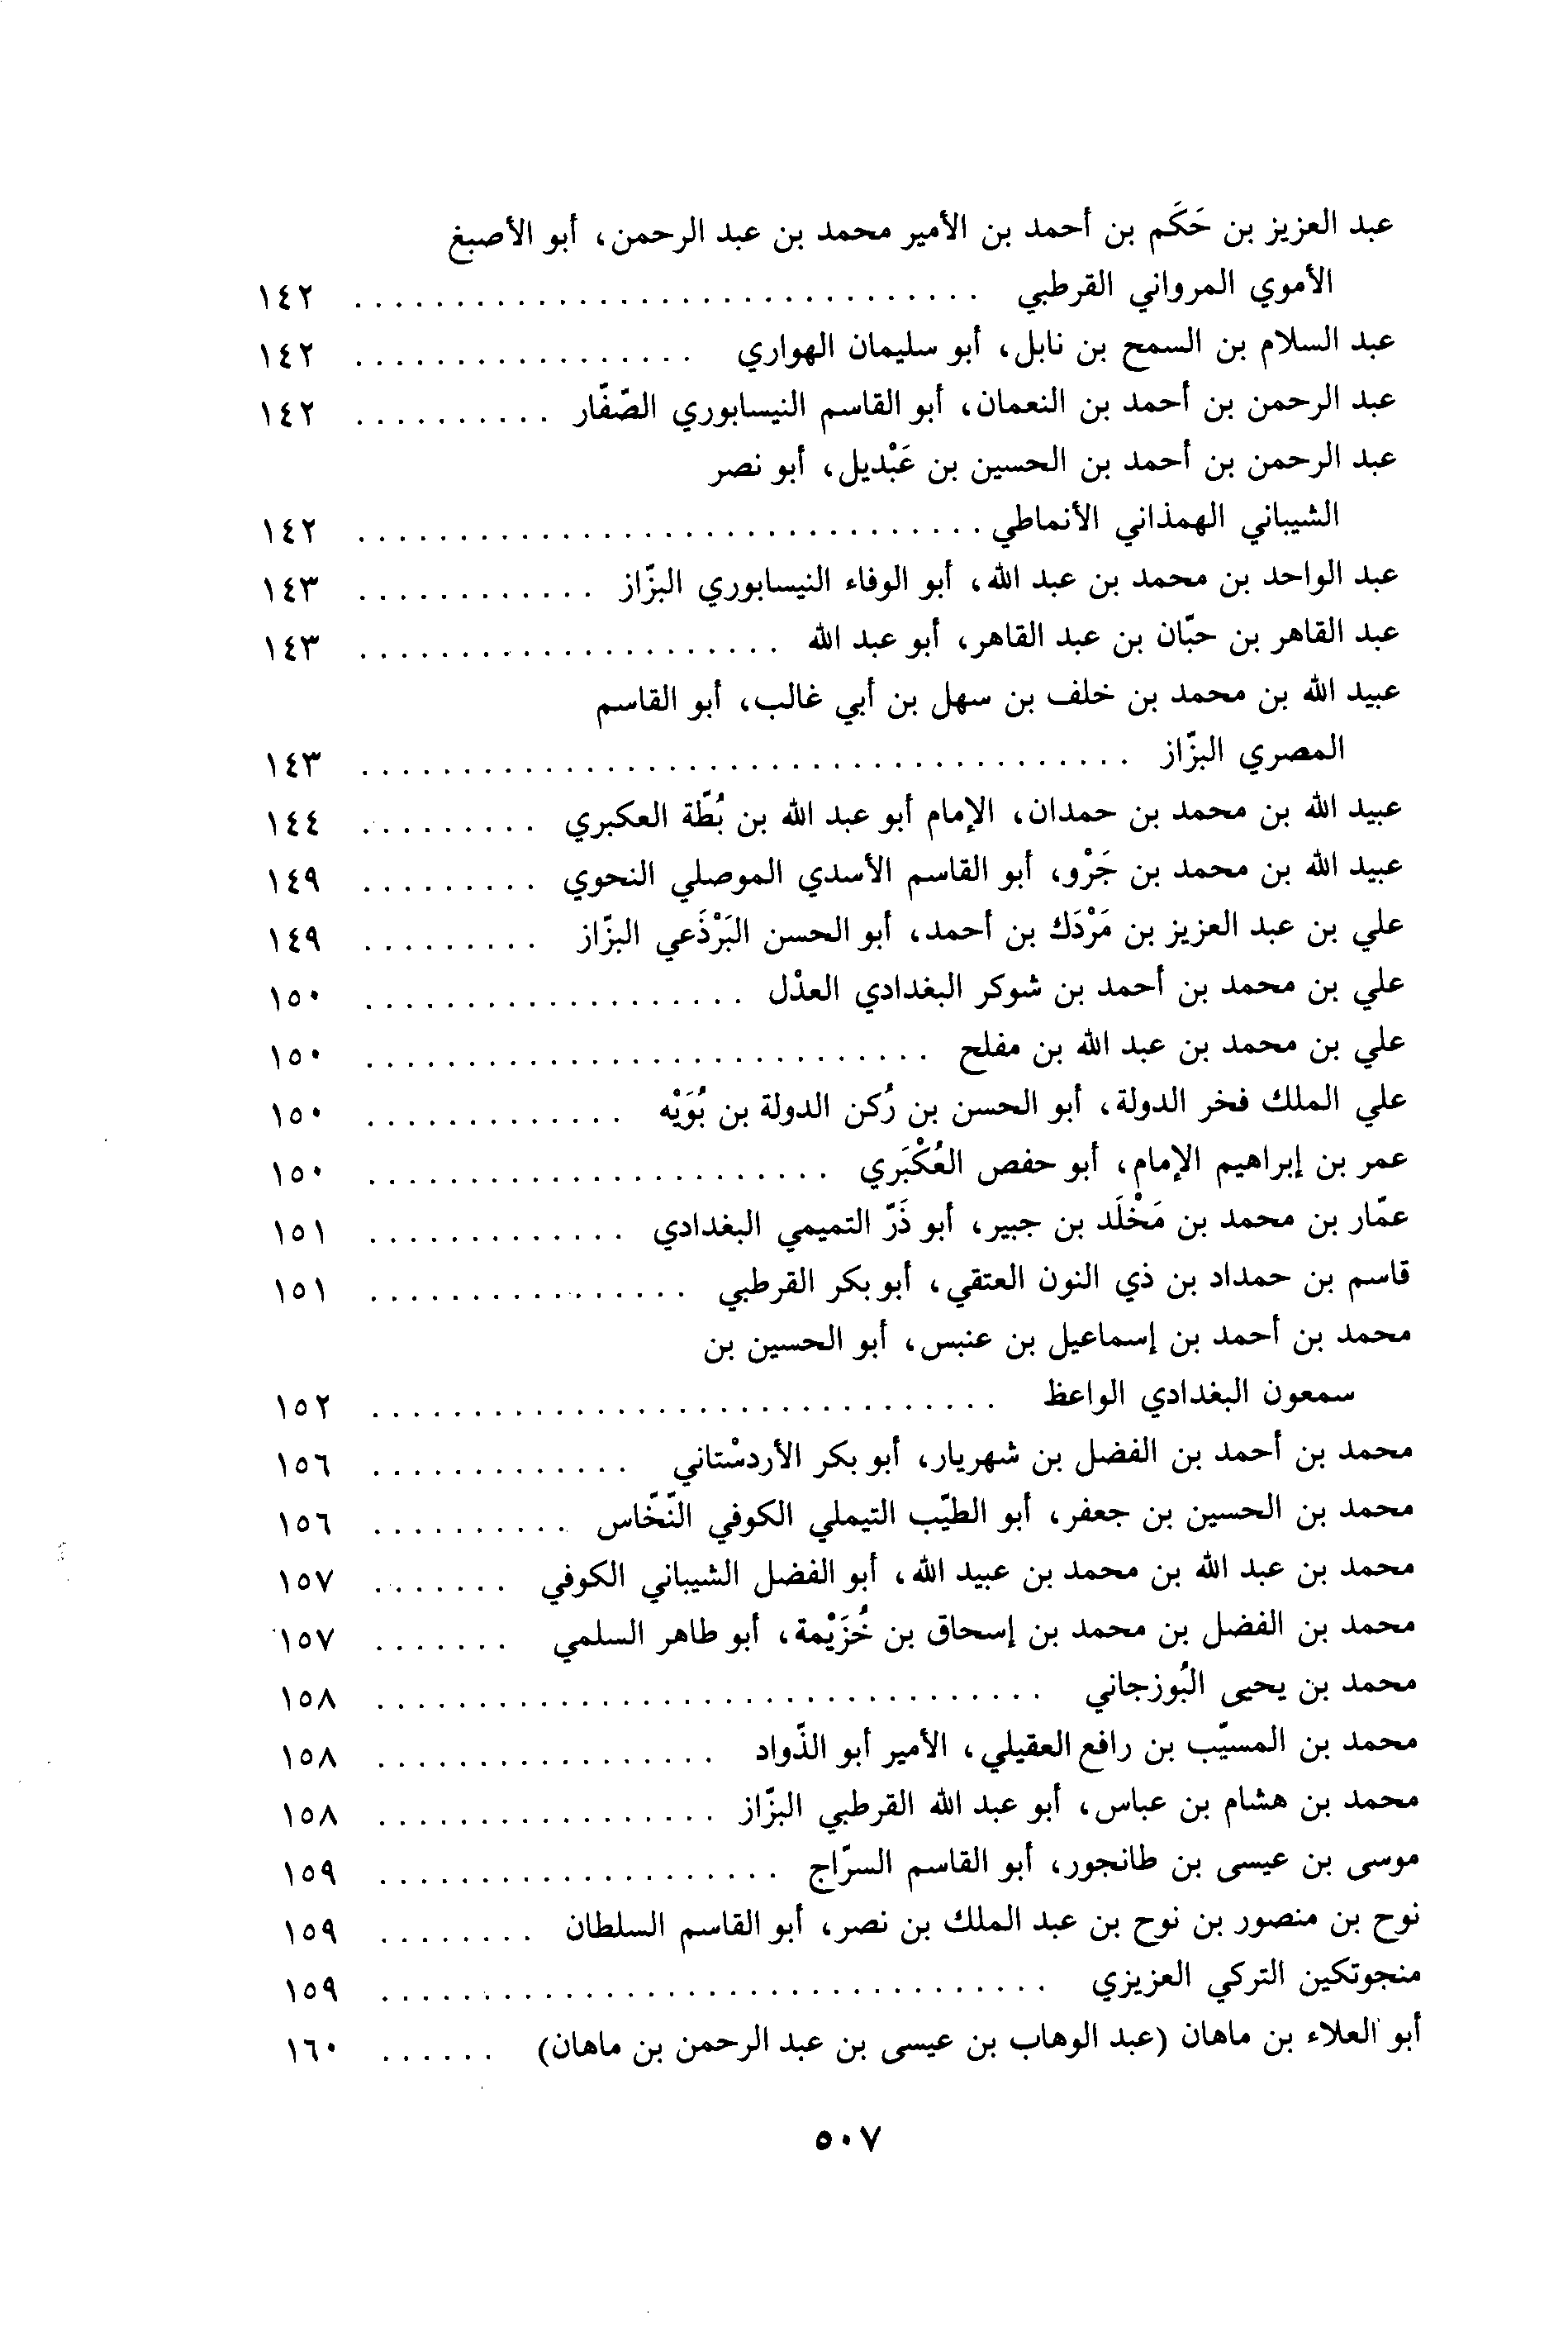 عبد العزيز بن حَكَم بن أحمد بن الأمير محمد بن عبد الرحمن، أبو الأصبغ
الأموي المرواني القرطبي . . . . . . . . . . . . . . . . . . . . . . . . . . . . . . . ١٤٢
عبد السلام بن السمح بن نابل، أبو سليمان الهواري . . . . . . . . . . . . . . . . . ١٤٢
عبد الرحمن بن أحمد بن النعمان، أبو القاسم النيسابوري الصّفّار . . . . . . . . . . ١٤٢
عبد الرحمن بن أحمد بن الحسين بن عَبْديل، أبو نصر
الشيباني الهمذاني الأنماطي . . . . . . . . . . . . . . . . . . . . . . . . . . . . . . . ١٤٢
عبد الواحد بن محمد بن عبد الله، أبو الوفاء النيسابوري البزّاز . . . . . . . . . . . . ١٤٣
عبد القاهر بن حبّان بن عبد القاهر، أبو عبد الله . . . . . . . . . . . . . . . . . . . . . ١٤٣
عبيد الله بن محمد بن خلف بن سهل بن أبي غالب، أبو القاسم
المصري البزّاز . . . . . . . . . . . . . . . . . . . . . . . . . . . . . . . . . . . . . . ١٤٣
عبيد الله بن محمد بن حمدان، الإمام أبو عبد الله بن بُطّة العكبري . . . . . . . . . ١٤٤
عبيد الله بن محمد بن جَرْو، أبو القاسم الأسدي الموصلي النحوي . . . . . . . . . ١٤٩
علي بن عبد العزيز بن مَرْدَك بن أحمد، أبو الحسن البَرْذَعي البزّاز . . . . . . . . . ١٤٩
علي بن محمد بن أحمد بن شوكر البغدادي العدْل . . . . . . . . . . . . . . . . . . . ١٥٠
علي بن محمد بن عبد الله بن مفلح . . . . . . . . . . . . . . . . . . . . . . . . . . . . ١٥٠
علي الملك فخر الدولة، أبو الحسن بن رُكن الدولة بن بُوَيْه . . . . . . . . . . . . . ١٥٠
عمر بن إبراهيم الإمام، أبو حفص العُكْبَري . . . . . . . . . . . . . . . . . . . . . . . ١٥٠
عمّار بن محمد بن مَخْلَد بن جبير، أبو ذَرّ التميمي البغدادي . . . . . . . . . . . . . ١٥١
قاسم بن حمداد بن ذي النون العتقي، أبو بكر القرطبي . . . . . . . . . . . . . . . . ١٥١
محمد بن أحمد بن إسماعيل بن عنبس، أبو الحسين بن
سمعون البغدادي الواعظ . . . . . . . . . . . . . . . . . . . . . . . . . . . . . . . ١٥٢
محمد بن أحمد بن الفضل بن شهريار، أبو بكر الأردسْتاني . . . . . . . . . . . . . ١٥٦
محمد بن الحسين بن جعفر، أبو الطيّب التيملي الكوفي النّخّاس . . . . . . . . . . ١٥٦
محمد بن عبد الله بن محمد بن عبيد الله، أبو الفضل الشيباني الكوفي . . . . . . . ١٥٧
محمد بن الفضل بن محمد بن إسحاق بن خُزَيْمة، أبو طاهر السلمي . . . . . . . ١٥٧
محمد بن يحيى البُوزجاني . . . . . . . . . . . . . . . . . . . . . . . . . . . . . . . . . ١٥٨
محمد بن المسيّب بن رافع العقيلي، الأمير أبو الذّواد . . . . . . . . . . . . . . . . . ١٥٨
محمد بن هشام بن عباس، أبو عبد الله القرطبي البزّاز . . . . . . . . . . . . . . . . . ١٥٨
موسى بن عيسى بن طانجور، أبو القاسم السرّاج . . . . . . . . . . . . . . . . . . . . ١٥٩
نوح بن منصور بن نوح بن عبد الملك بن نصر، أبو القاسم السلطان . . . . . . . . ١٥٩
منجوتكين التركي العزيزي . . . . . . . . . . . . . . . . . . . . . . . . . . . . . . . . . ١٥٩
أبو العلاء بن ماهان (عبد الوهاب بن عيسى بن عبد الرحمن بن ماهان) . . . . . . ١٦٠
٥٠٧